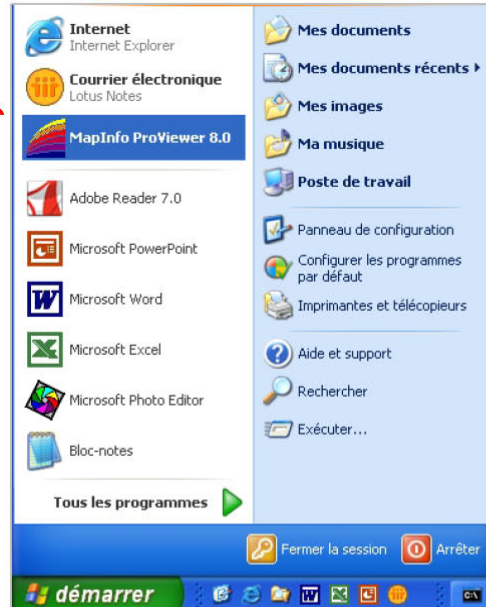 Internet
Internet Explorer
Courrier électronique
Lotus Notes
MapInfo ProViewer 8.0
Adobe Reader 7.0
Microsoft PowerPoint
Microsoft Word
Microsoft Excel
Microsoft Photo Editor
Bloc-notes
Tous les programmes
Mes documents
Mes documents récents
Mes images
Ma musique
Poste de travail
Panneau de configuration
Configurer les programmes
par défaut
Imprimantes et télécopieurs
Aide et support
Rechercher
Exécuter...
Fermer la session
Arrêter
démarrer